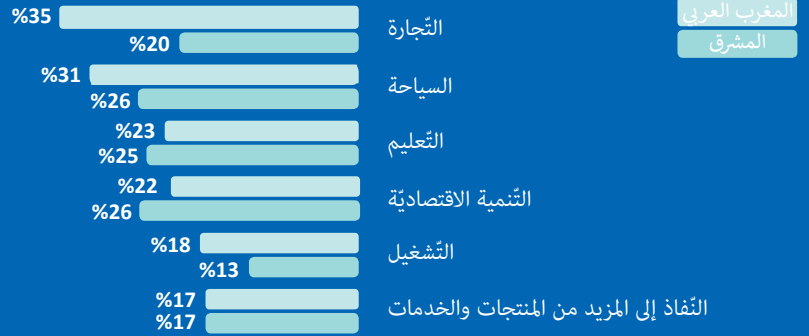 المغرب العربي
المشرق
التّجارة
%35
%20
السياحة
%31
%26
التّعليم
%23
%25
التّنمية الاقتصاديّة
%22
%26
التّشغيل
%18
%13
النّفاذ إلى المزيد من المنتجات والخدمات
%17
%17